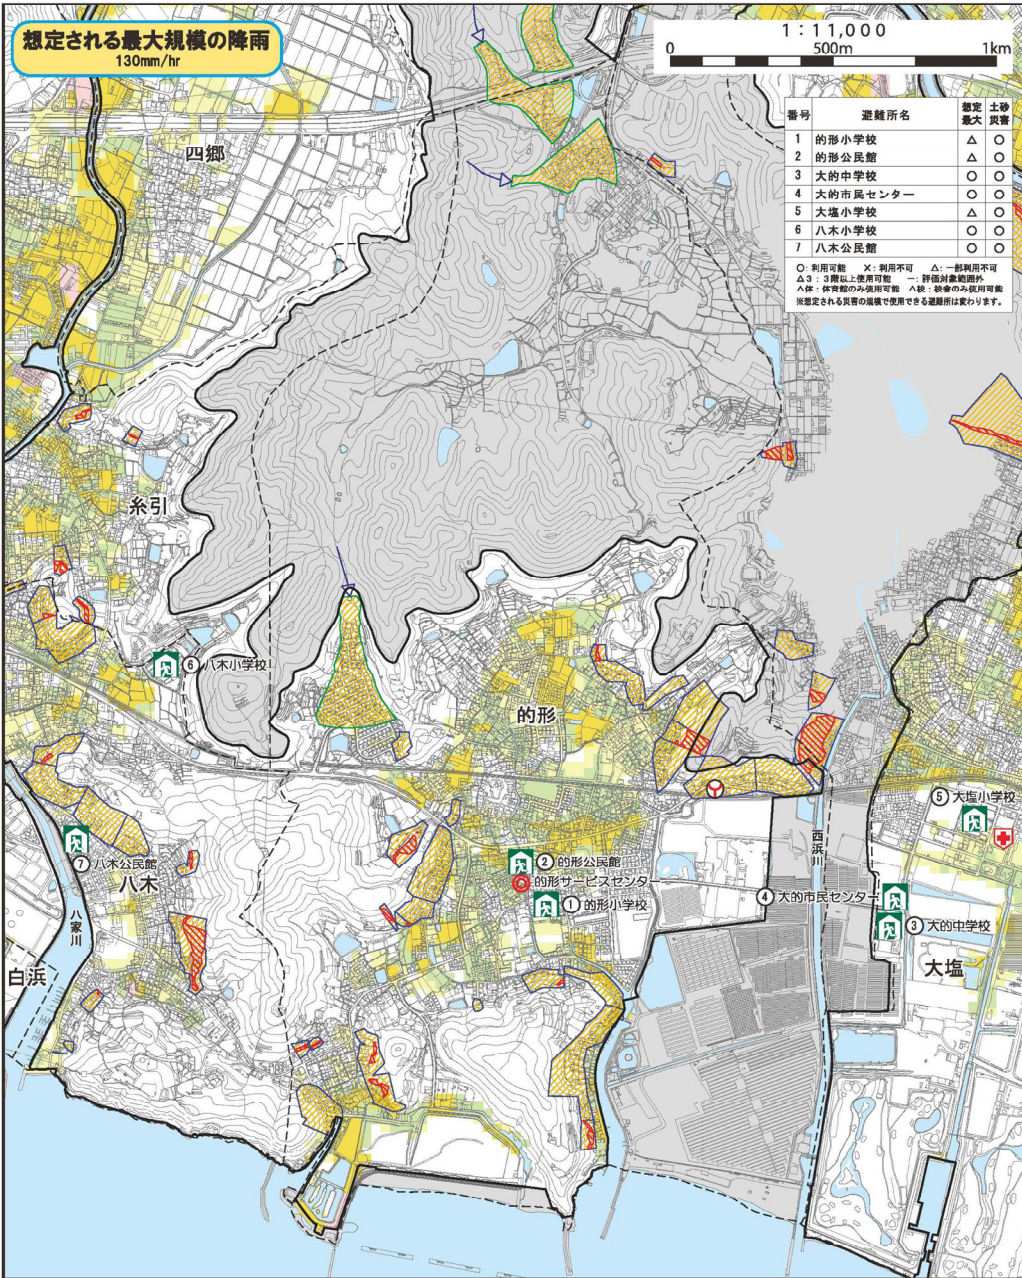 想定される最大規模の降雨
130mm/hr
1:11,000
0 500m 1km
番号 避難所名 想定最大 土砂災害
1 的形小学校 △ ○
2 的形公民館 △ ○
3 大的中学校 ○ ○
4 大的市民センター ○ ○
5 大塩小学校 △ ○
6 八木小学校 ○ ○
7 八木公民館 ○ ○
○:利用可能 ✕:利用不可 △:一部利用不可
△3:3階以上使用可能 −:評価対象範囲外
△体:体育館のみ使用可能 △校:校舎のみ使用可能
※想定される災害の規模で使用できる避難所は変わります。
四郷
糸引
⑥八木小学校
的形
⑤大塩小学校
西浜川
②的形公民館
的形サービスセンター
①的形小学校
④大的市民センター
③大的中学校
大塩
⑦八木公民館
八木
八家川
白浜